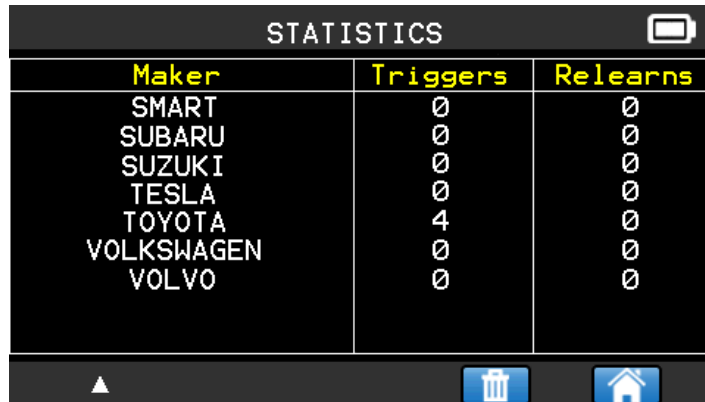 STATISTICS
Maker Triggers Relearns
SMART 0 0
SUBARU 0 0
SUZUKI 0 0
TESLA 0 0
TOYOTA 4 0
VOLKSWAGEN 0 0
VOLVO 0 0